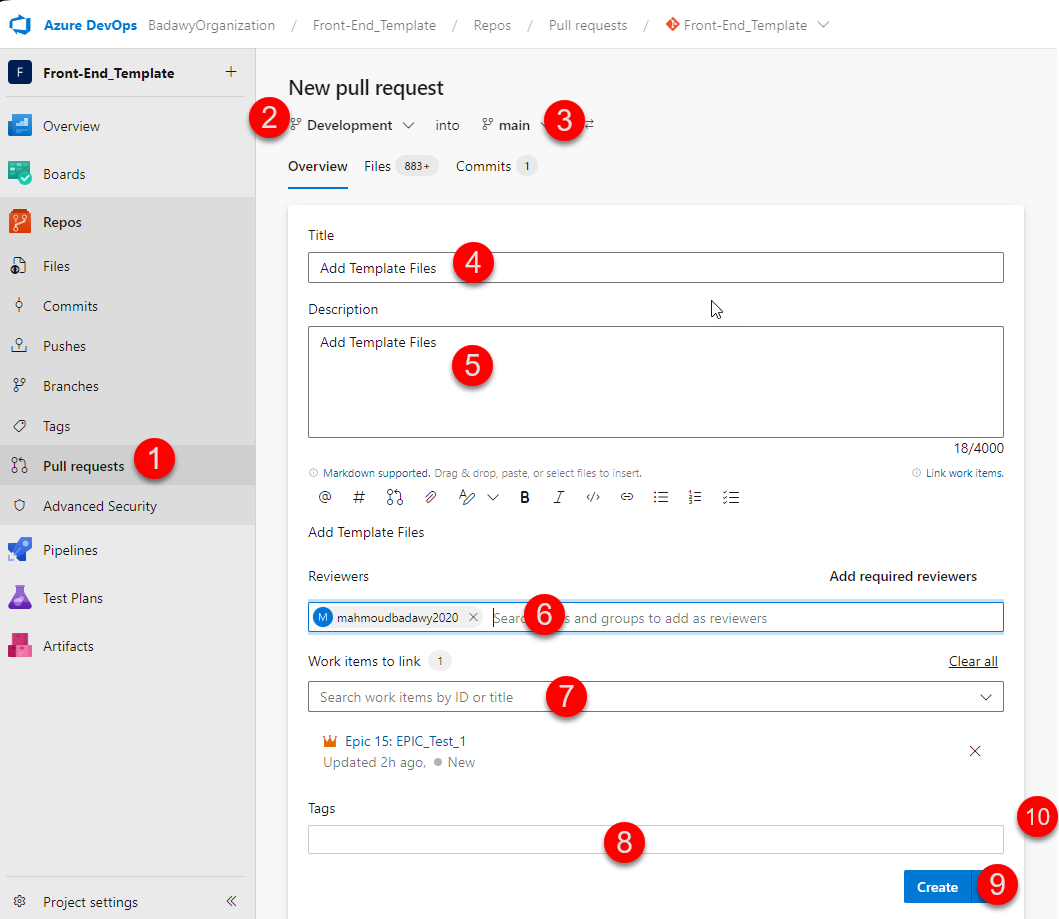 Azure DevOps BadawyOrganization / Front-End_Template / Repos / Pull requests / Front-End_Template
F Front-End_Template +
Overview
Boards
Repos
Files
Commits
Pushes
Branches
Tags
Pull requests 1
Advanced Security
Pipelines
Test Plans
Artifacts
Project settings
New pull request
2 Development into main 3
Overview Files 883+ Commits 1
Title
Add Template Files 4
Description
Add Template Files
5
18/4000
Markdown supported. Drag & drop, paste, or select files to insert. Link work items.
@ # B I </>
Add Template Files
Reviewers Add required reviewers
M mahmoudbadawy2020 6 and groups to add as reviewers
Work items to link 1 Clear all
Search work items by ID or title 7
Epic 15: EPIC_Test_1
Updated 2h ago, New
Tags
8
10
Create 9